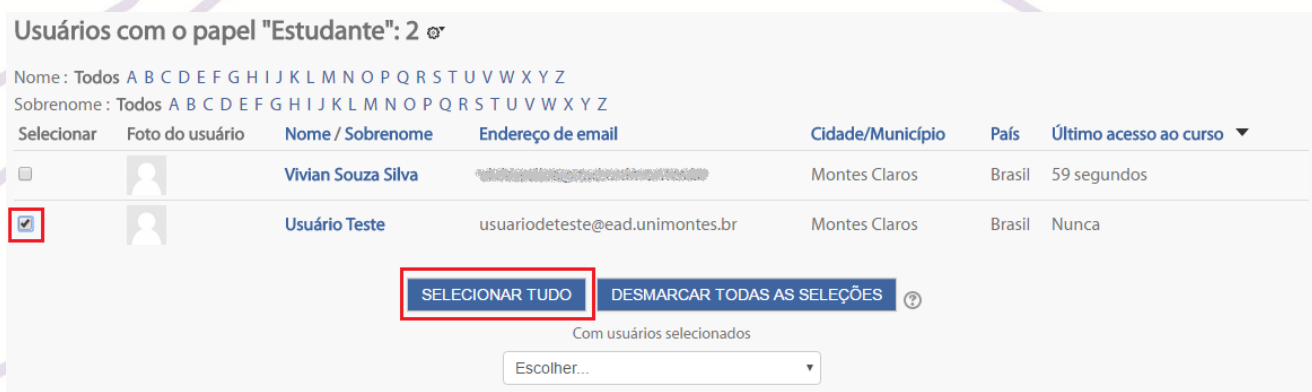 Usuários com o papel "Estudante": 2
Nome : Todos A B C D E F G H I J K L M N O P Q R S T U V W X Y Z
Sobrenome : Todos A B C D E F G H I J K L M N O P Q R S T U V W X Y Z
Selecionar Foto do usuário Nome / Sobrenome Endereço de email Cidade/Município País Último acesso ao curso
Vivian Souza Silva Montes Claros Brasil 59 segundos
Usuário Teste usuariodeteste@ead.unimontes.br Montes Claros Brasil Nunca
SELECIONAR TUDO DESMARCAR TODAS AS SELEÇÕES ?
Com usuários selecionados
Escolher...